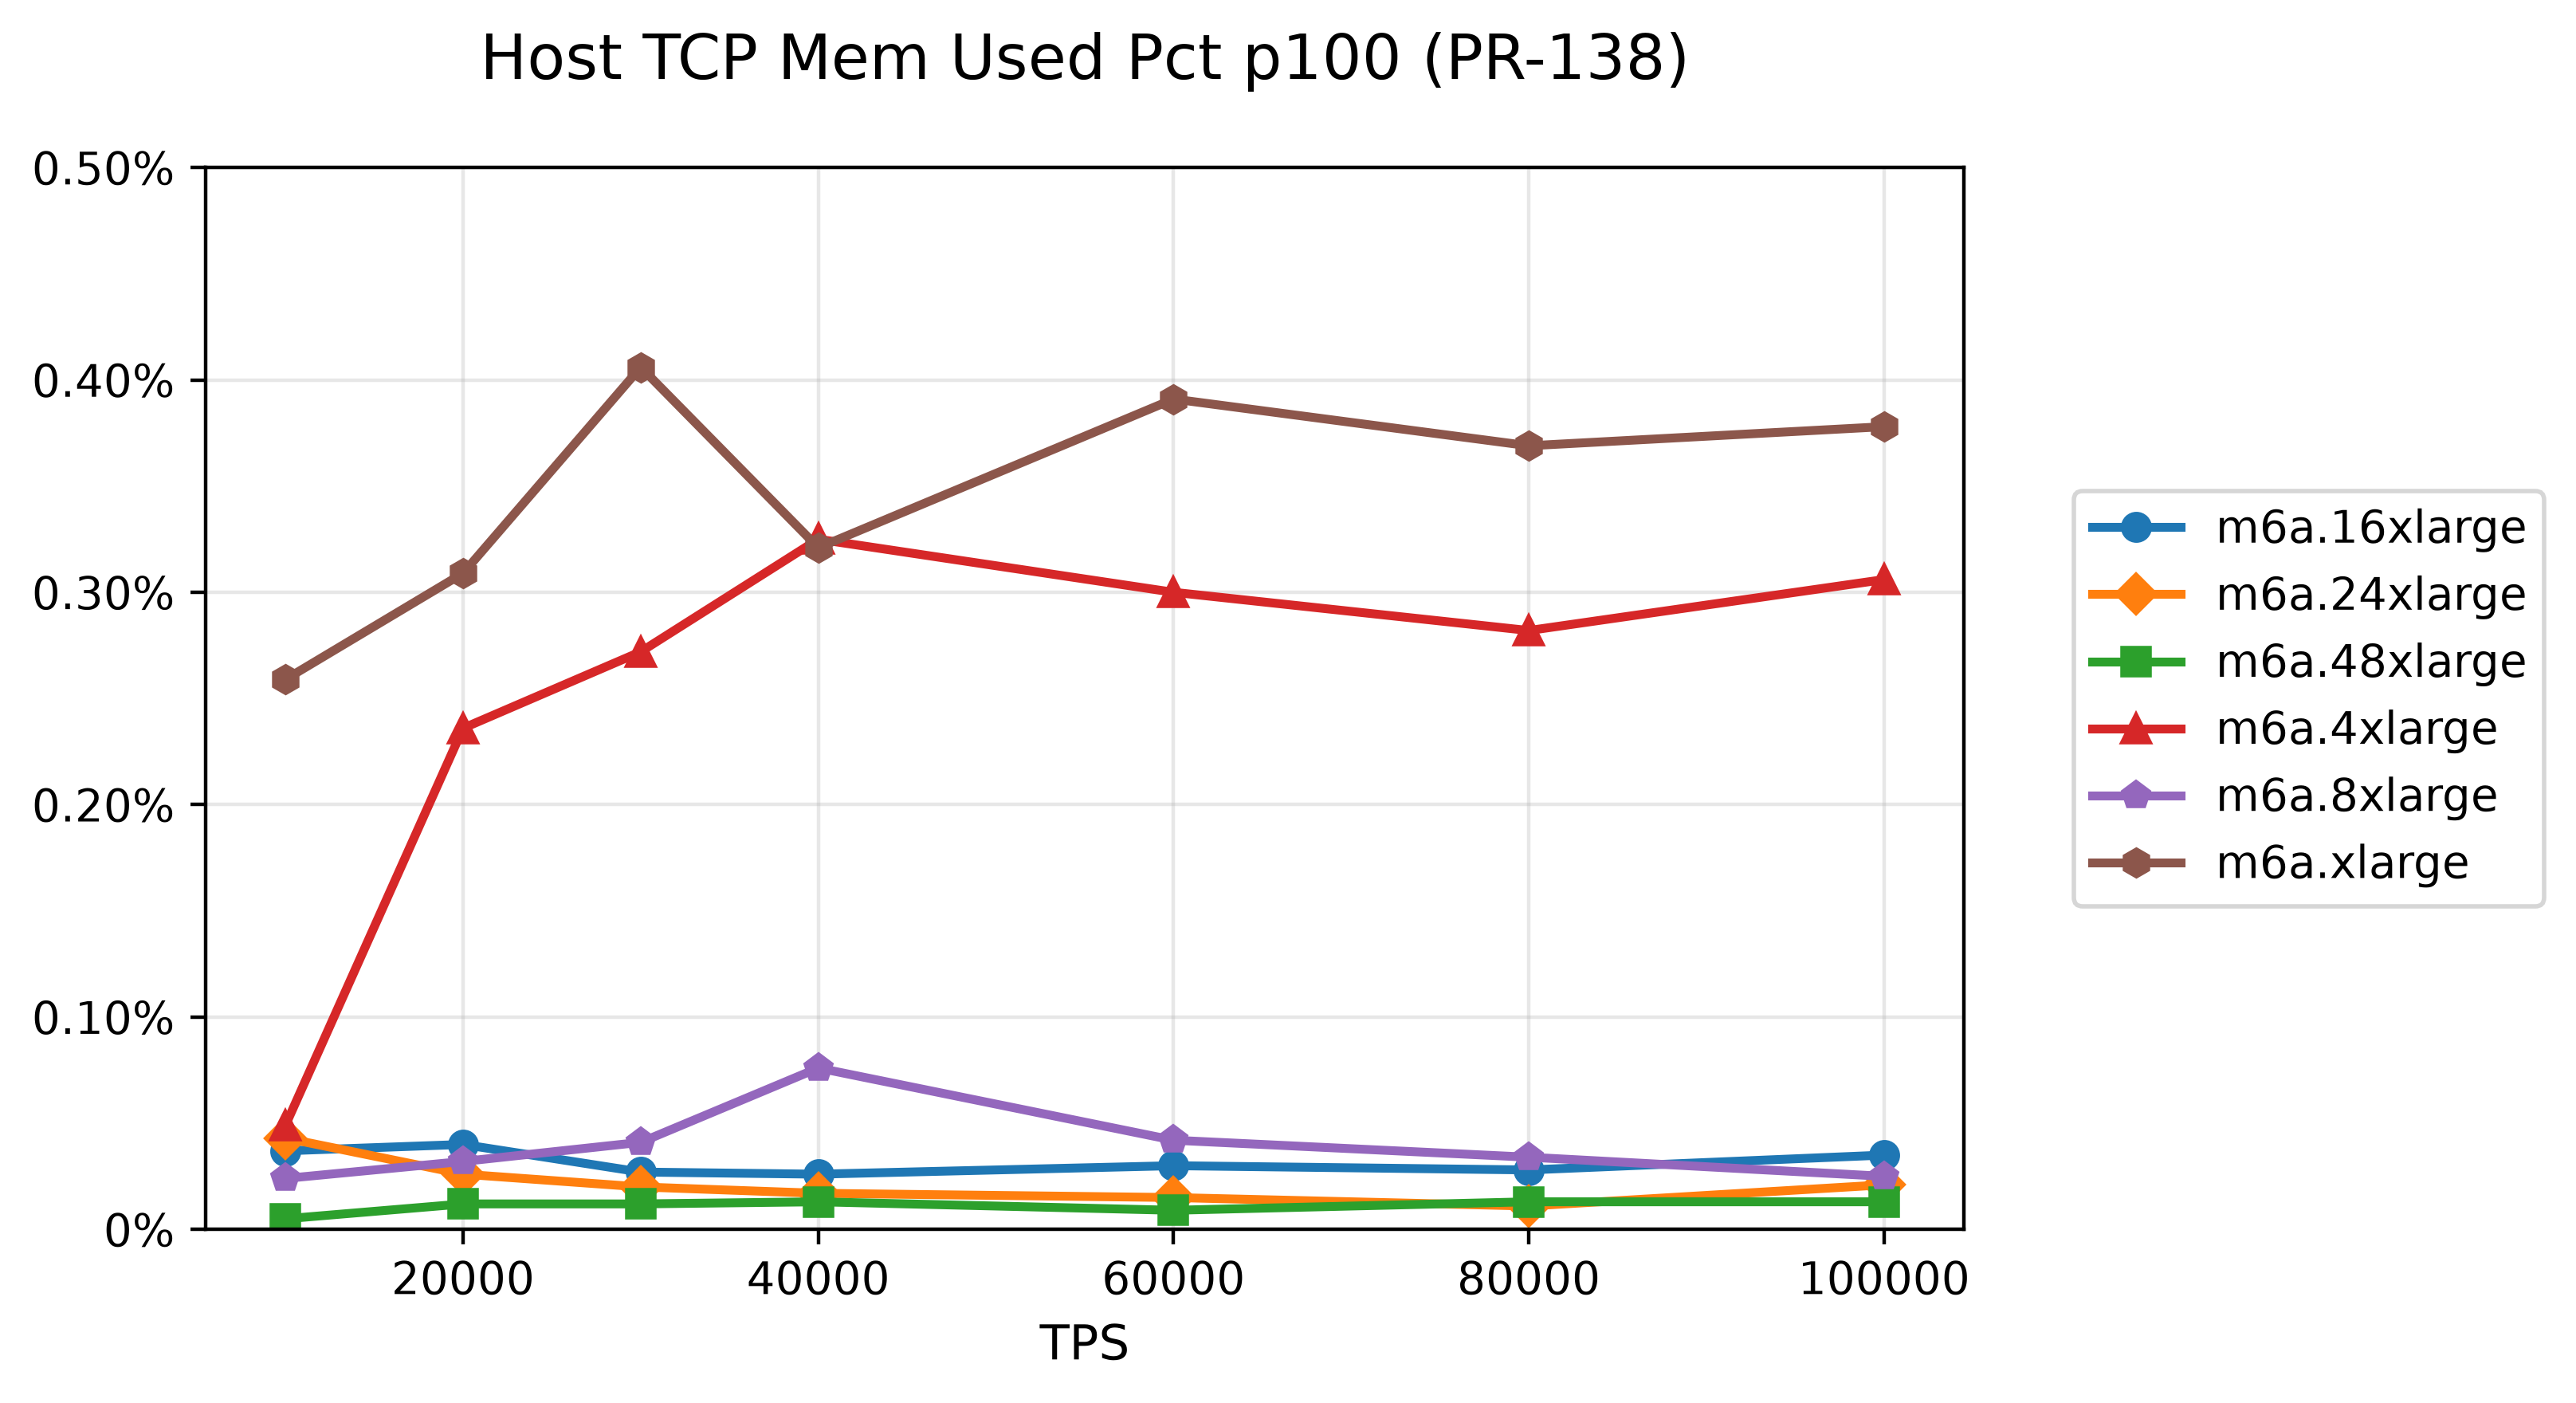 Host TCP Mem Used Pct p100 (PR-138)
0.50%
0.40%
0.30%
0.20%
0.10%
0%
20000 40000 60000 80000 100000
TPS
m6a.16xlarge
m6a.24xlarge
m6a.48xlarge
m6a.4xlarge
m6a.8xlarge
m6a.xlarge